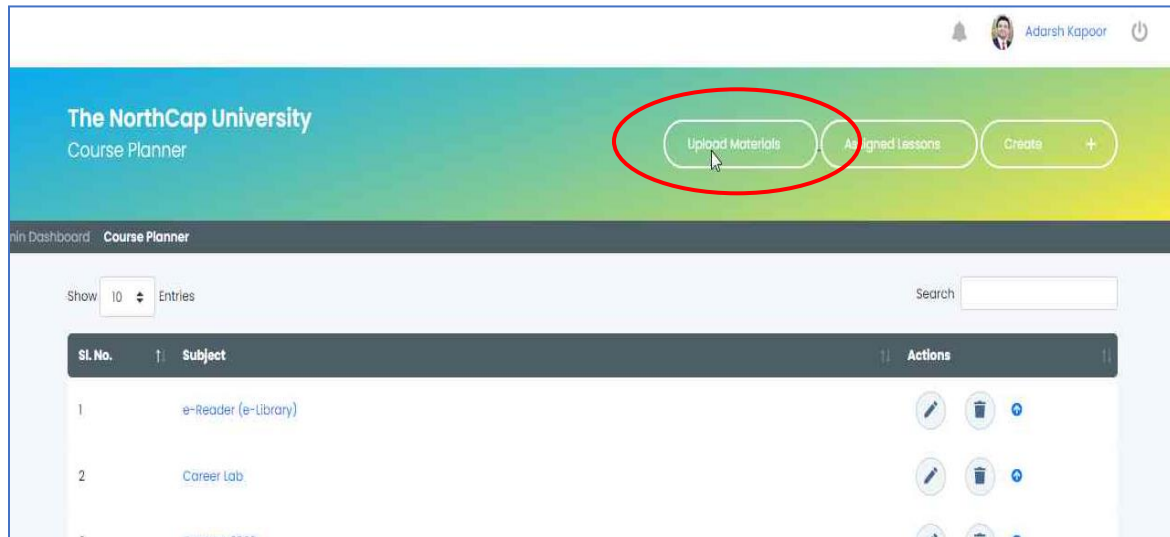 Adarsh Kapoor
The NorthCap University
Course Planner
Upload Materials Assigned Lessons Create +
nin Dashboard Course Planner
Show 10 Entries Search
Sl. No. Subject Actions
1 e-Reader (e-Library)
2 Career Lab